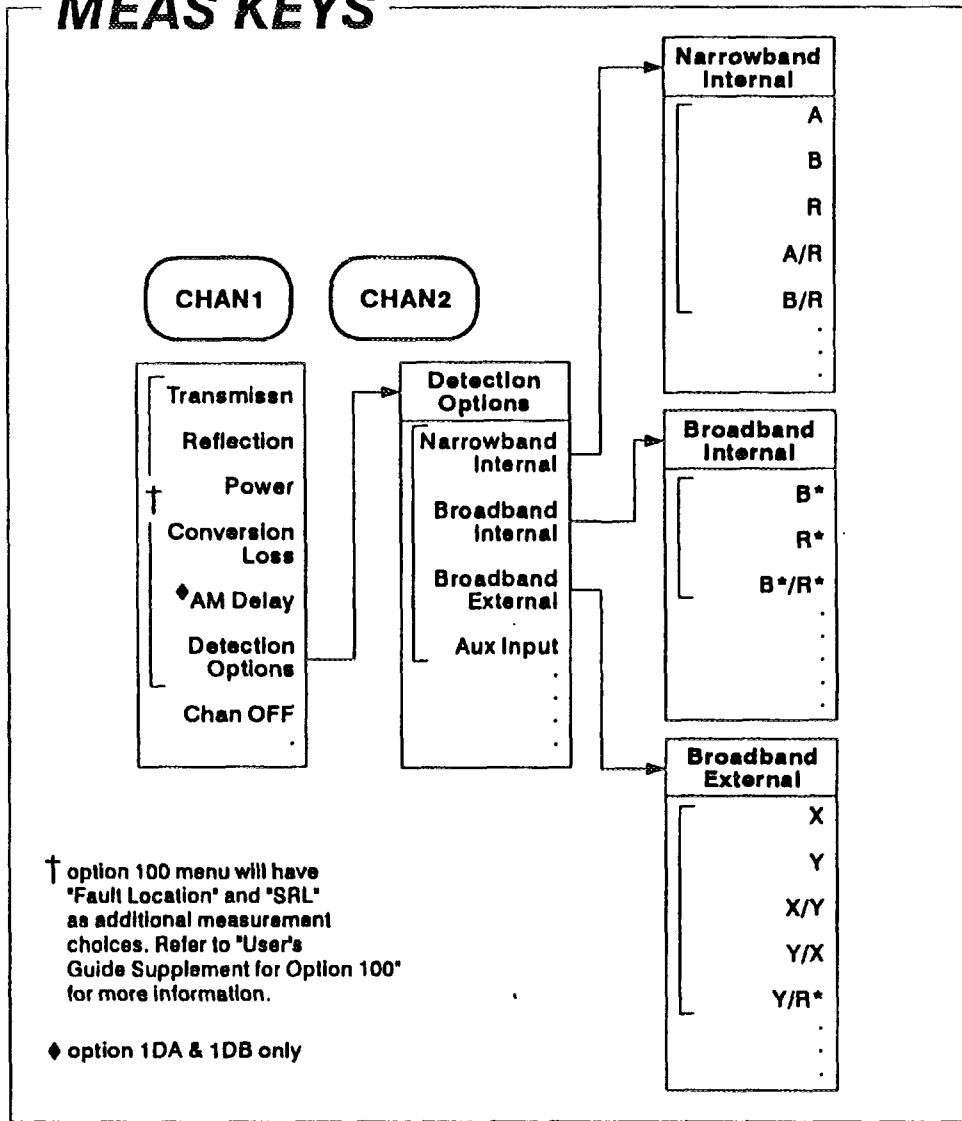 MEAS KEYS
CHAN1
CHAN2
Transmissn
Reflection
Power
†
Conversion
Loss
♦AM Delay
Detection
Options
Chan OFF
.
Detection
Options
Narrowband
Internal
Broadband
Internal
Broadband
External
Aux Input
.
.
.
.
Narrowband
Internal
A
B
R
A/R
B/R
.
.
.
Broadband
Internal
B*
R*
B*/R*
.
.
.
.
.
Broadband
External
X
Y
X/Y
Y/X
Y/R*
.
.
.
† option 100 menu will have
"Fault Location" and "SRL"
as additional measurement
choices. Refer to "User's
Guide Supplement for Option 100"
for more information.
♦ option 1DA & 1DB only